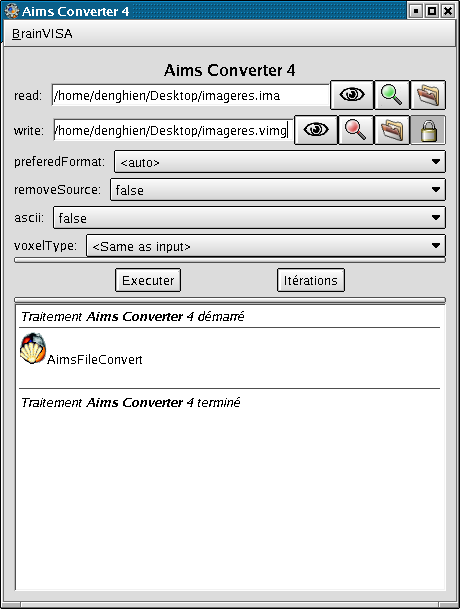 Aims Converter 4
BrainVISA
Aims Converter 4
read: /home/denghien/Desktop/imageres.ima
write: /home/denghien/Desktop/imageres.vimg
preferedFormat: <auto>
removeSource: false
ascii: false
voxelType: <Same as input>
Executer Itérations
Traitement Aims Converter 4 démarré
AimsFileConvert
Traitement Aims Converter 4 terminé